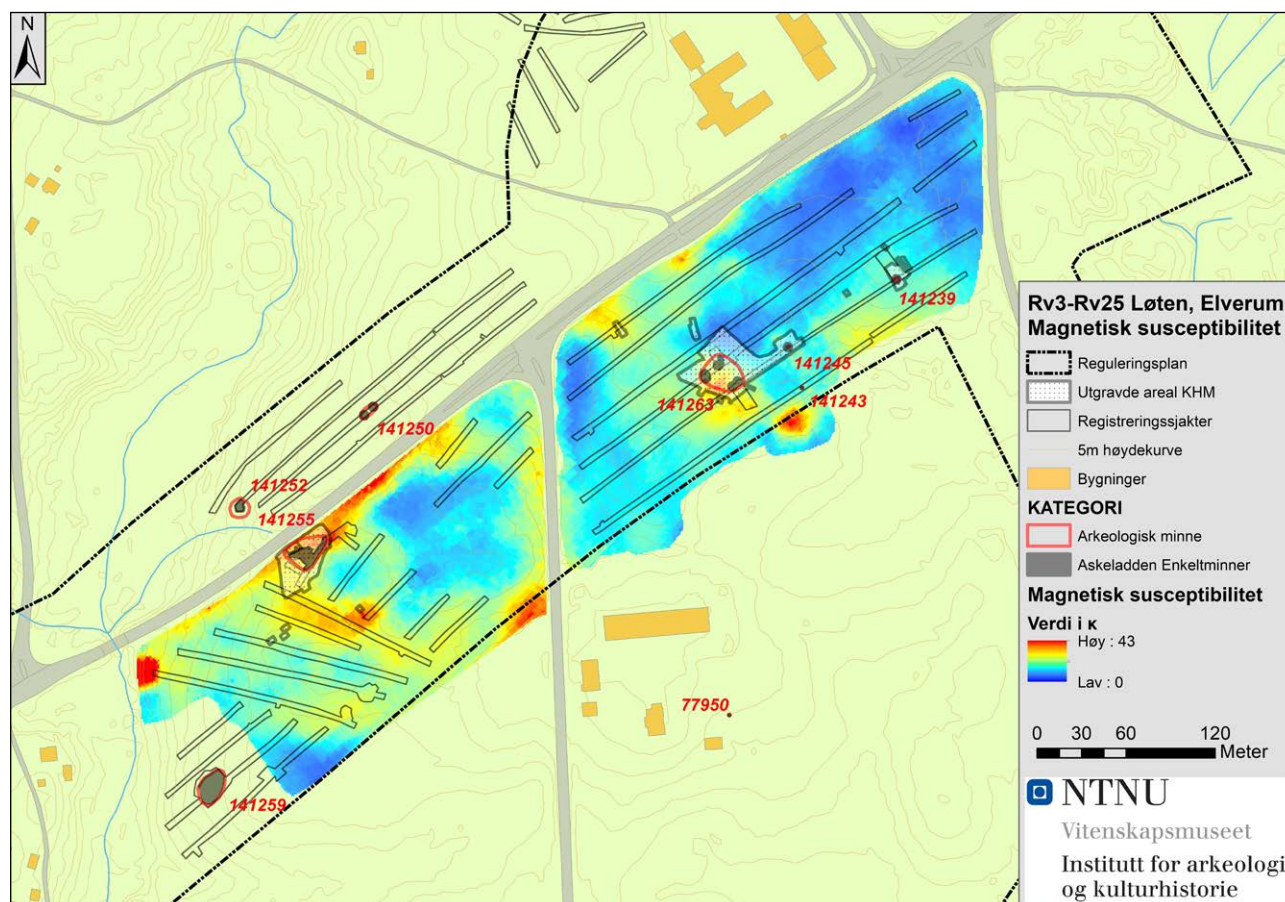 N
141239
141245
141263
141243
141250
141252
141255
77950
141259
Rv3-Rv25 Løten, Elverum
Magnetisk susceptibilitet
Reguleringsplan
Utgravde areal KHM
Registreringssjakter
5m høydekurve
Bygninger
KATEGORI
Arkeologisk minne
Askeladden Enkeltminner
Magnetisk susceptibilitet
Verdi i κ
Høy : 43
Lav : 0
0 30 60 120
Meter
NTNU
Vitenskapsmuseet
Institutt for arkeologi
og kulturhistorie